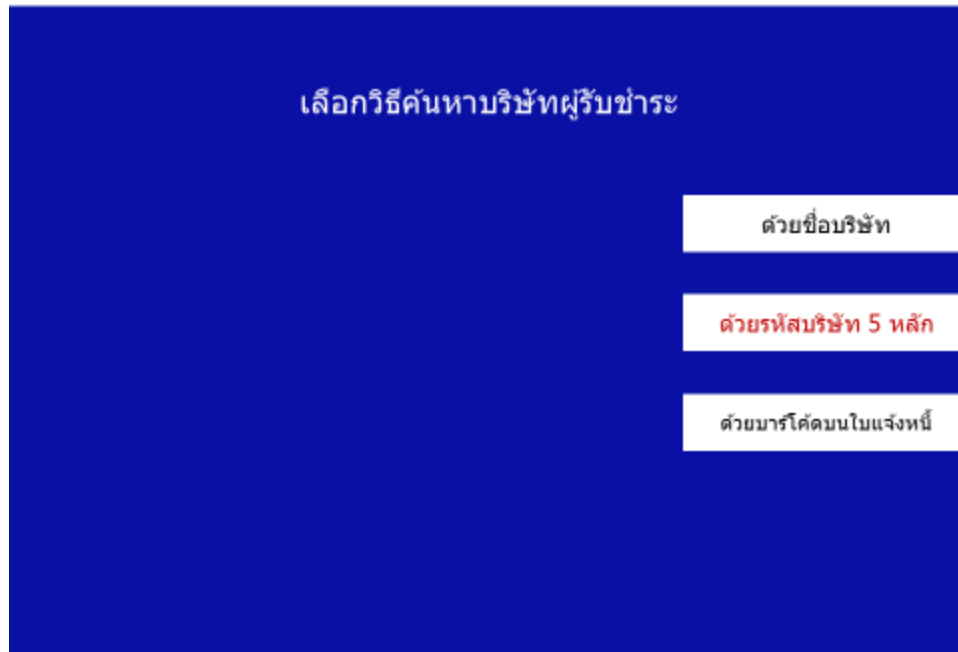 เลือกวิธีค้นหาบริษัทผู้รับชำระ
ด้วยชื่อบริษัท
ด้วยรหัสบริษัท 5 หลัก
ด้วยบาร์โค้ดบนใบแจ้งหนี้